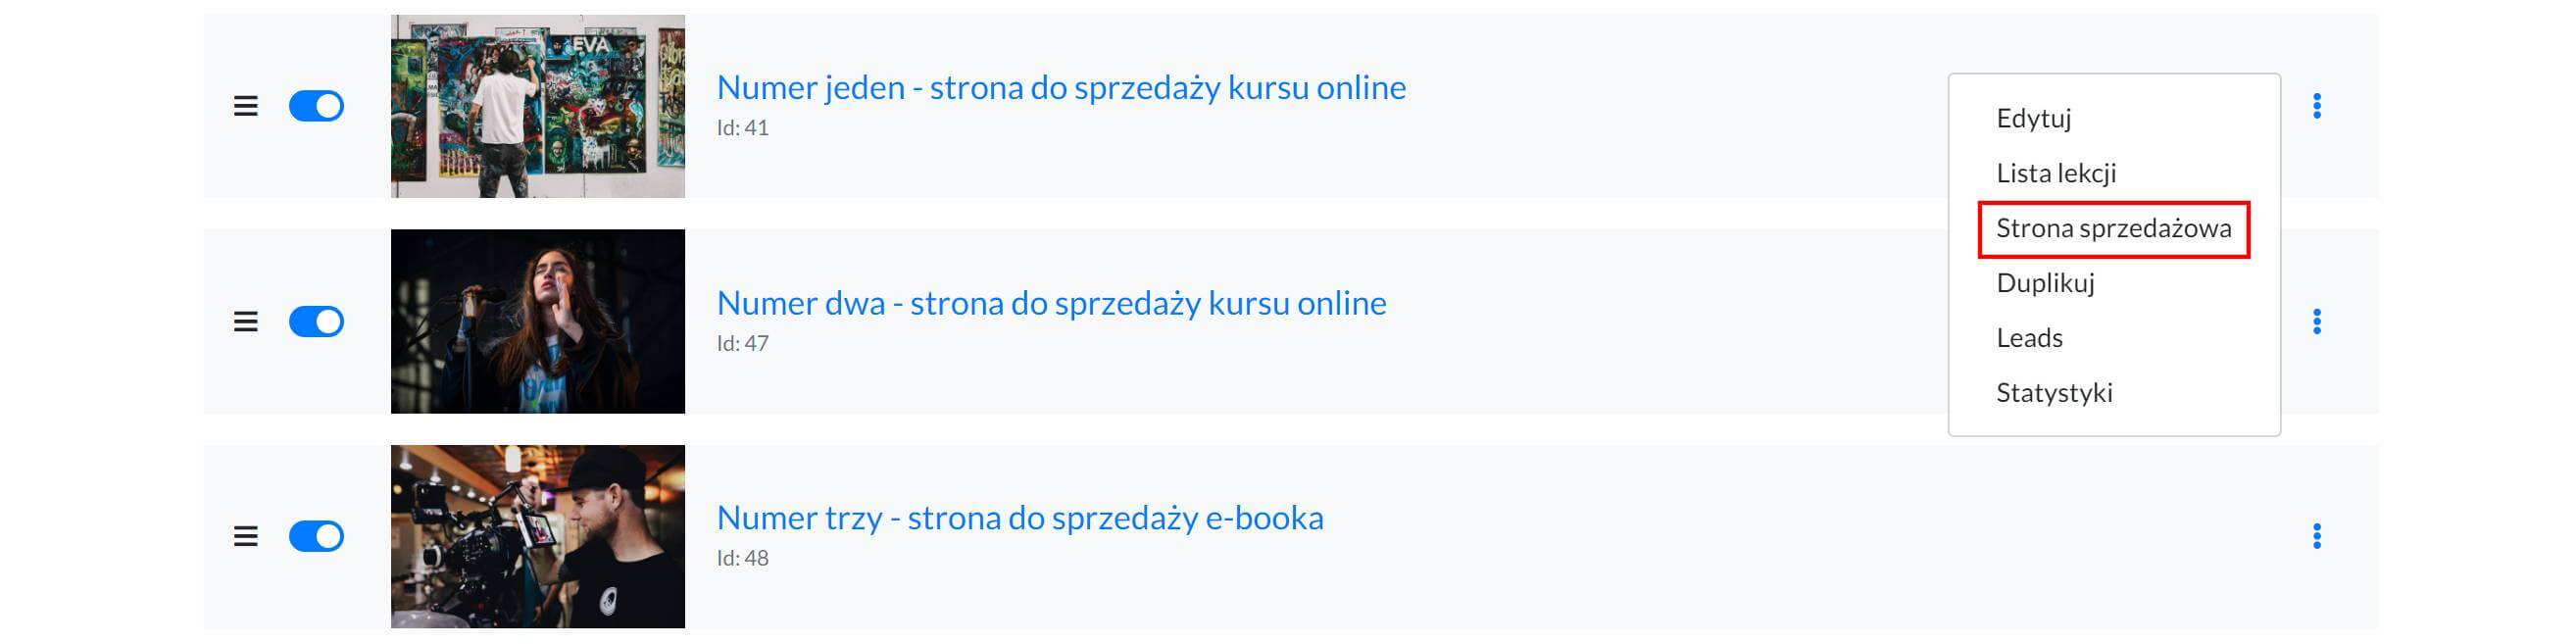 EVA
Numer jeden - strona do sprzedaży kursu online
Id: 41
Edytuj
Lista lekcji
Strona sprzedażowa
Duplikuj
Leads
Statystyki
Numer dwa - strona do sprzedaży kursu online
Id: 47
Numer trzy - strona do sprzedaży e-booka
Id: 48